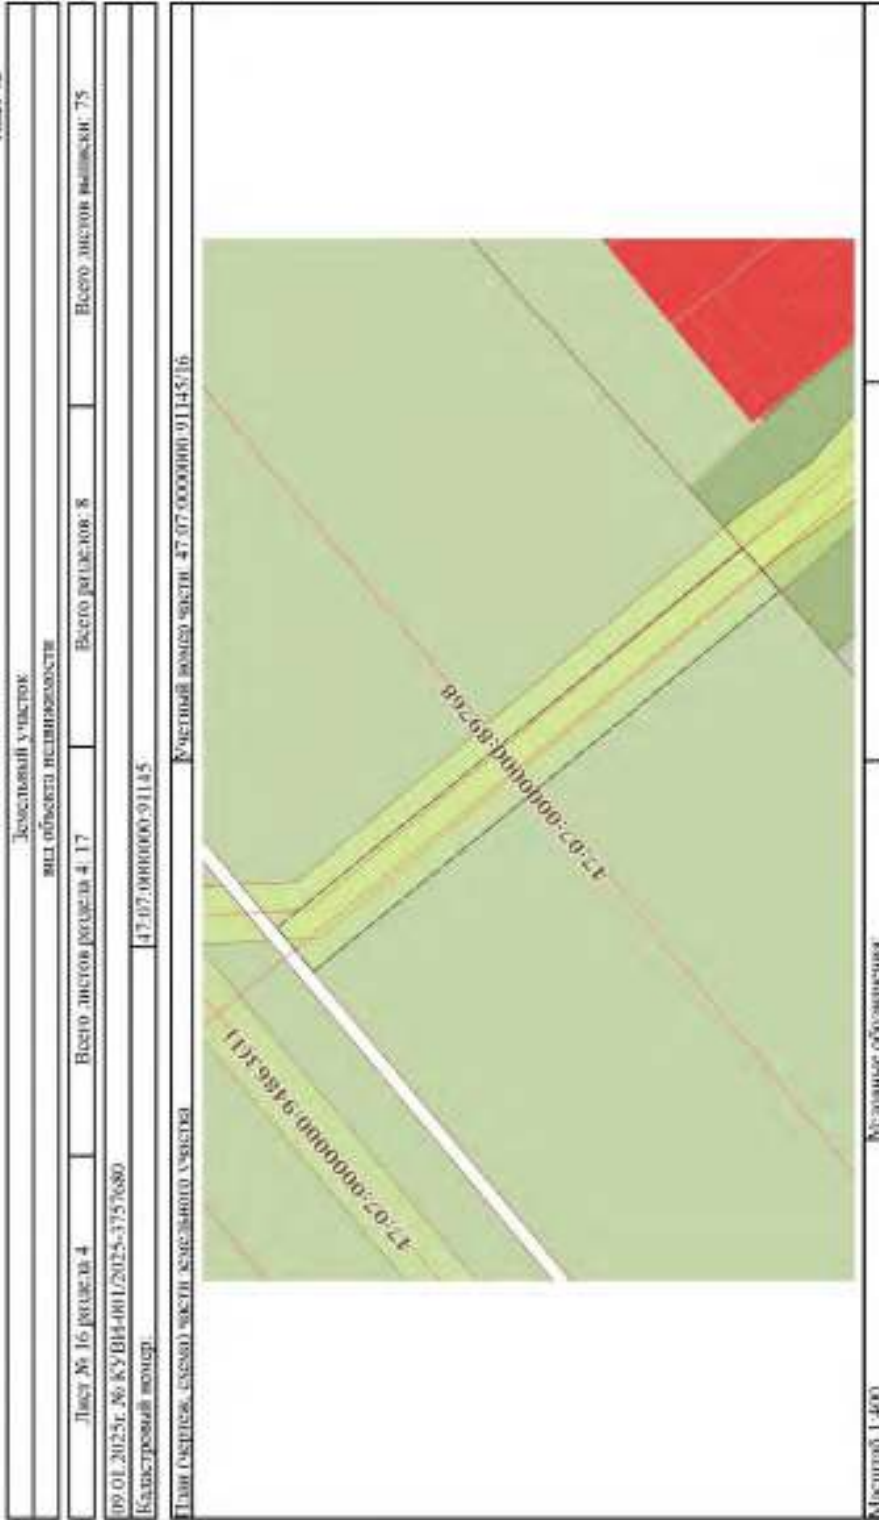 Земельный участок
вид объекта недвижимости
Лист № 16 раздела 4 Всего листов раздела 4: 17 Всего разделов: 8 Всего листов выписки: 75
09.01.2025г. № КУВИ-001/2025-3757680
Кадастровый номер: 47:07:0000000:91145
План (чертеж, схема) части земельного участка Учетный номер части: 47:07:0000000:91145/16
47:07:0000000:94863(1)
47:07:0000000:89768
Масштаб 1:400 Условные обозначения: